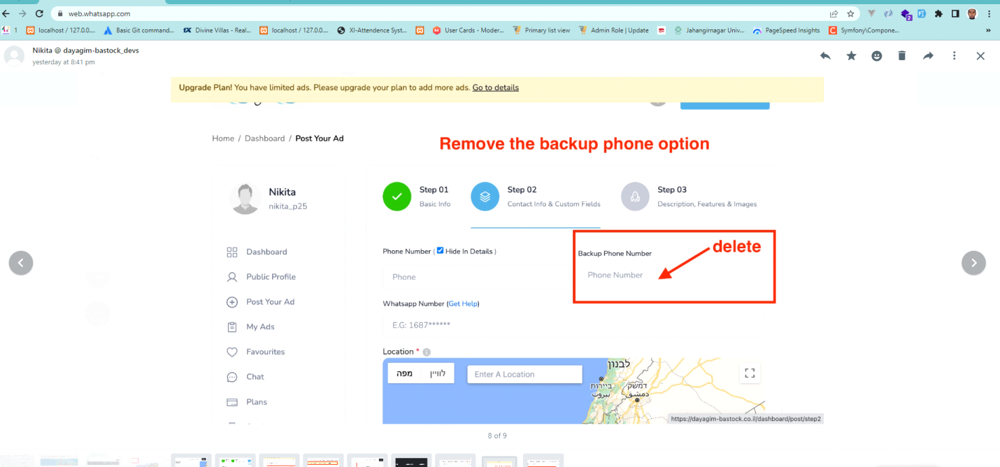 web.whatsapp.com
2
1
localhost / 127.0.0....
Basic Git command...
Divine Villas - Real...
localhost / 127.0.0....
XI-Attendence Syst...
User Cards - Moder...
Primary list view
Admin Role | Update
Jahangirnagar Univ...
PageSpeed Insights
Symfony\Compone...
»
Nikita @ dayagim-bastock_devs
yesterday at 8:41 pm
Upgrade Plan! You have limited ads. Please upgrade your plan to add more ads. Go to details
Home / Dashboard / Post Your Ad
Remove the backup phone option
Nikita
nikita_p25
Step 01
Basic Info
Step 02
Contact Info & Custom Fields
Step 03
Description, Features & Images
Dashboard
Public Profile
Post Your Ad
My Ads
Favourites
Chat
Plans
Phone Number ( Hide In Details )
Phone
Backup Phone Number
delete
Phone Number
Whatsapp Number (Get Help)
E.G: 1687******
Location *
מפה
לוויין
Enter A Location
לבנון
ביירות
بيروت
דמשק
دمشق
https://dayagim-bastock.co.il/dashboard/post/step2
8 of 9